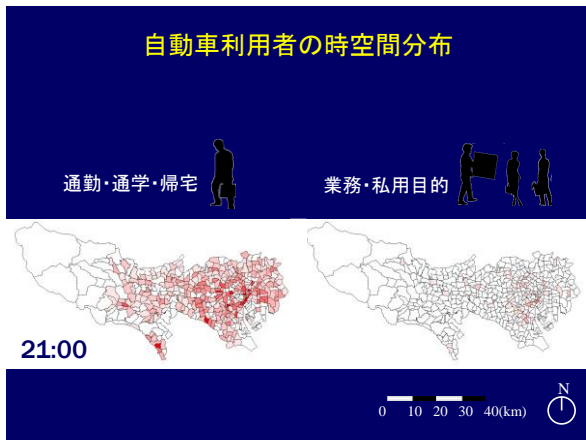 自動車利用者の時空間分布
通勤・通学・帰宅
業務・私用目的
21:00
N
0 10 20 30 40(km)